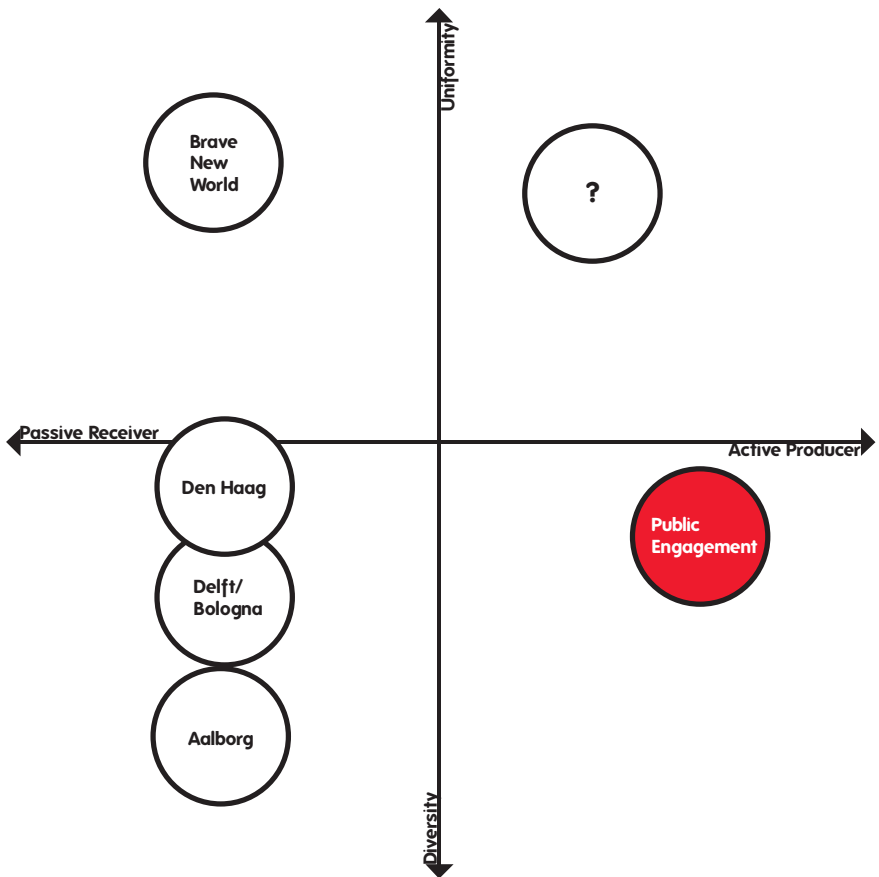 Uniformity
Brave
New
World
?
Passive Receiver
Active Producer
Den Haag
Public
Engagement
Delft/
Bologna
Aalborg
Diversity